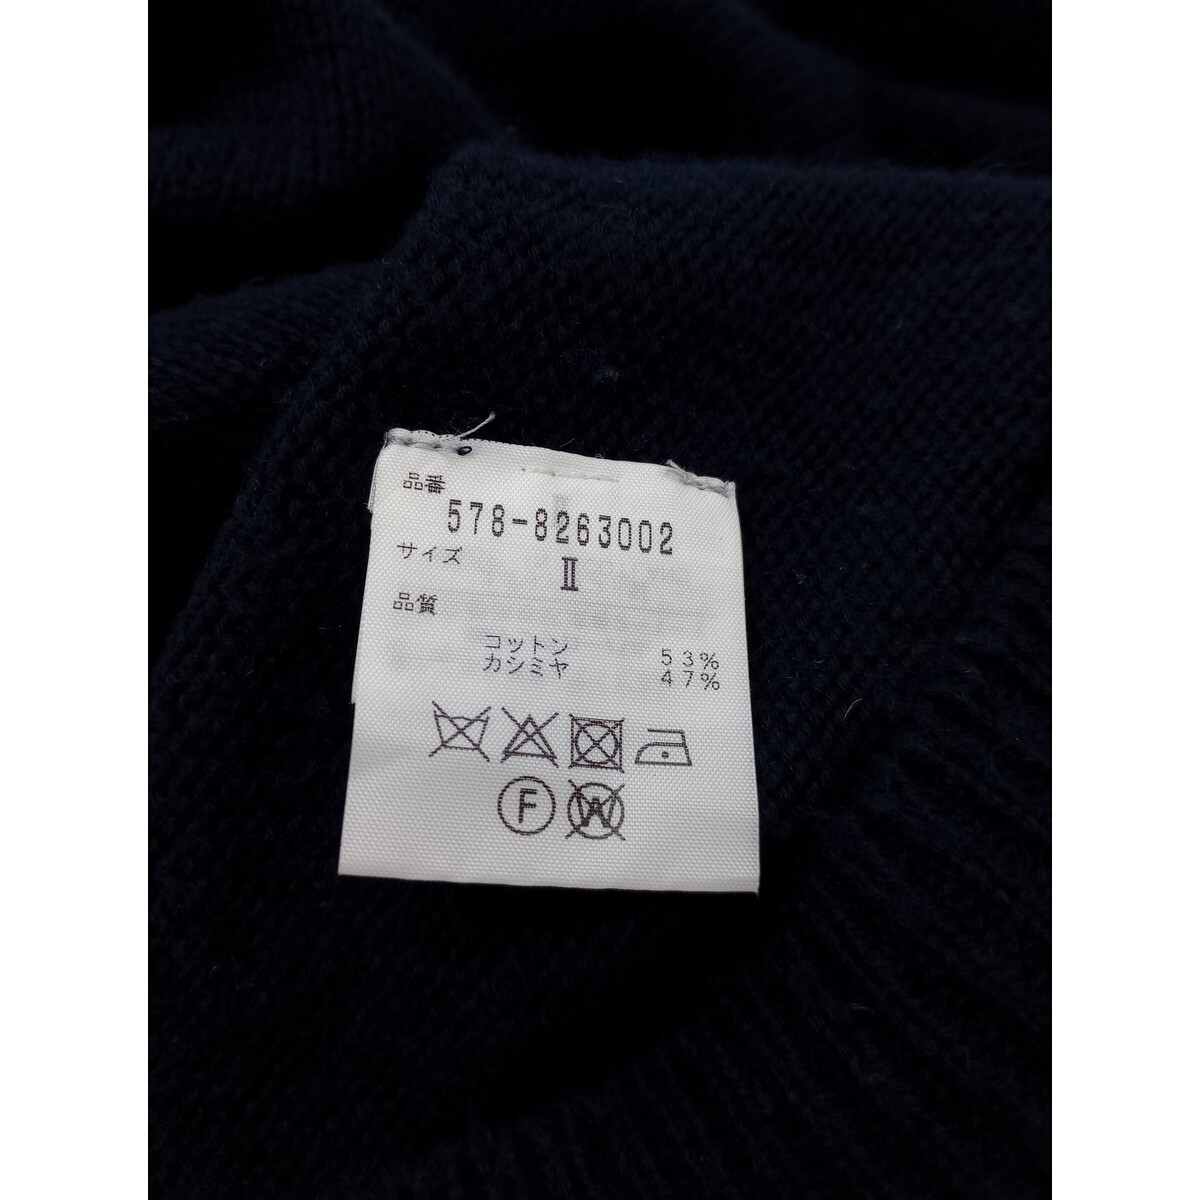 品番
578-8263002
サイズ
Ⅱ
品質
コットン 53%
カシミヤ 47%
F W